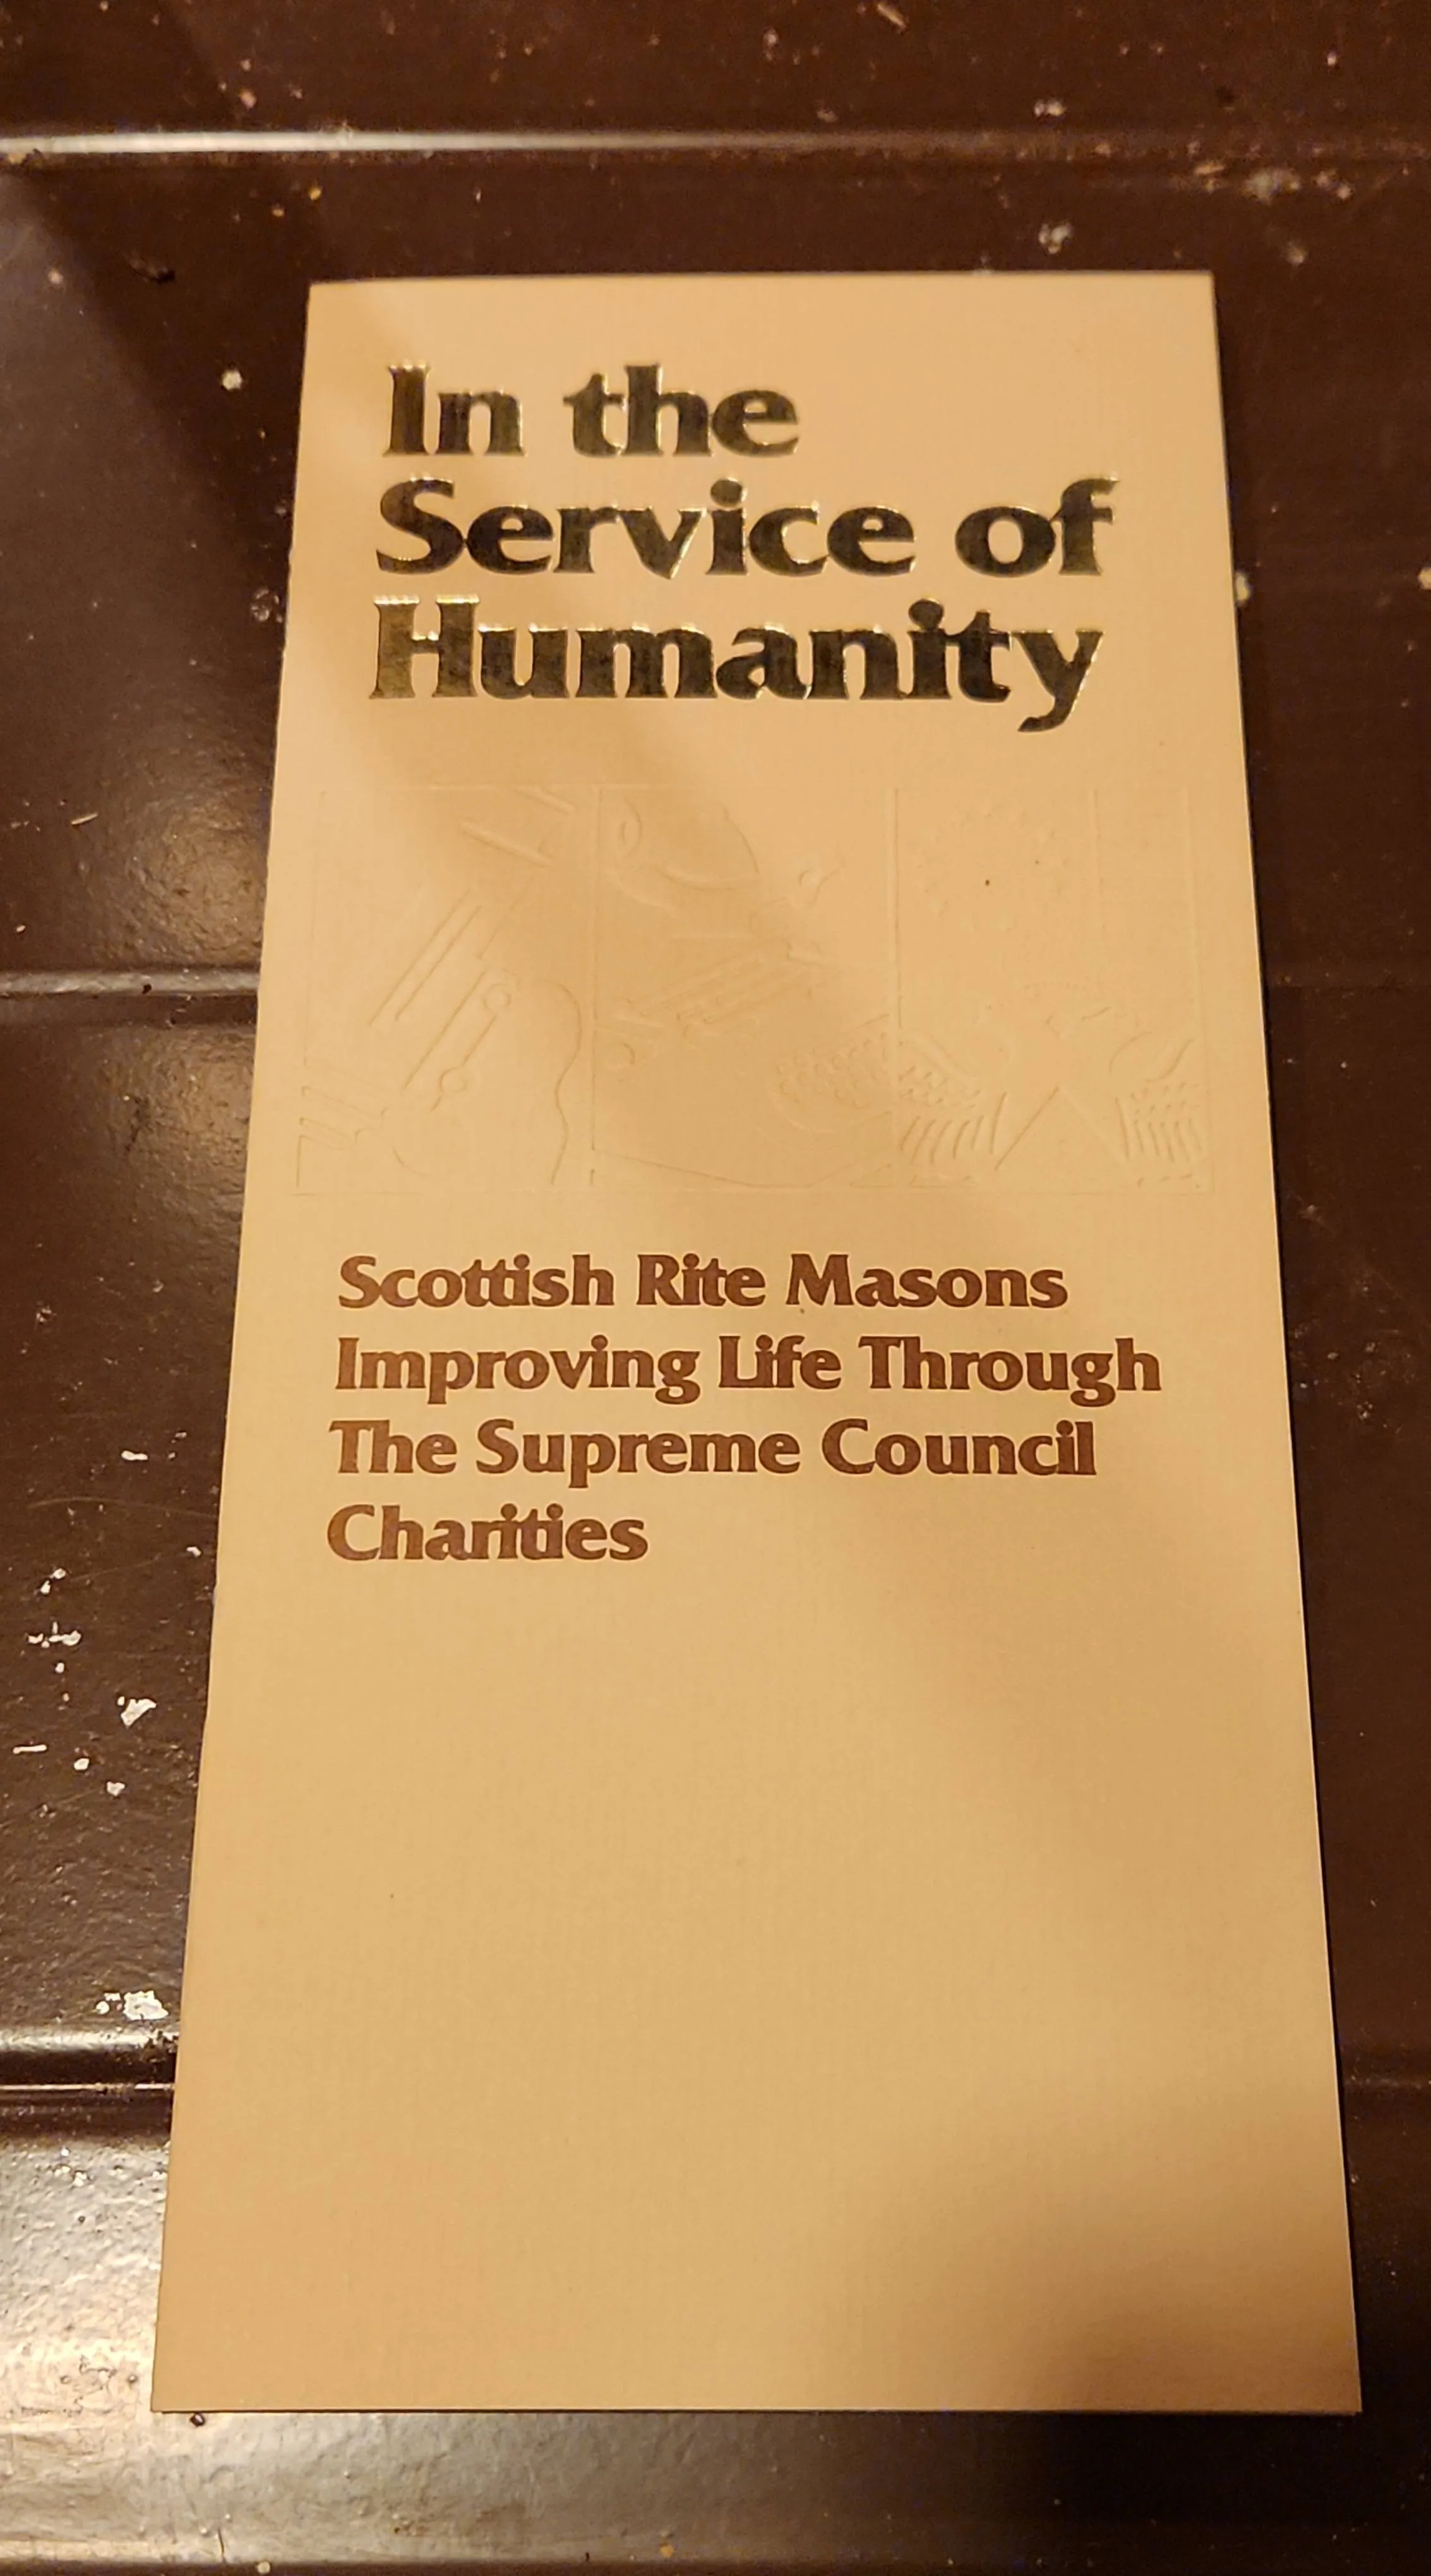 In the
Service of
Humanity
Scottish Rite Masons
Improving Life Through
The Supreme Council
Charities